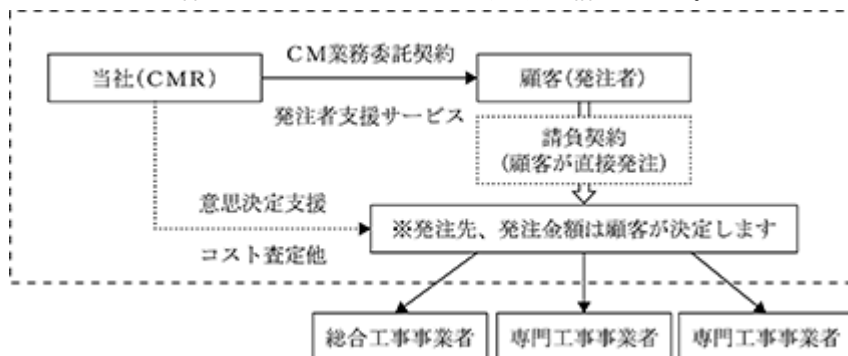 CM業務委託契約
当社(CMR)
顧客(発注者)
発注者支援サービス
請負契約
(顧客が直接発注)
意思決定支援
※発注先、発注金額は顧客が決定します
コスト査定他
総合工事事業者
専門工事事業者
専門工事事業者